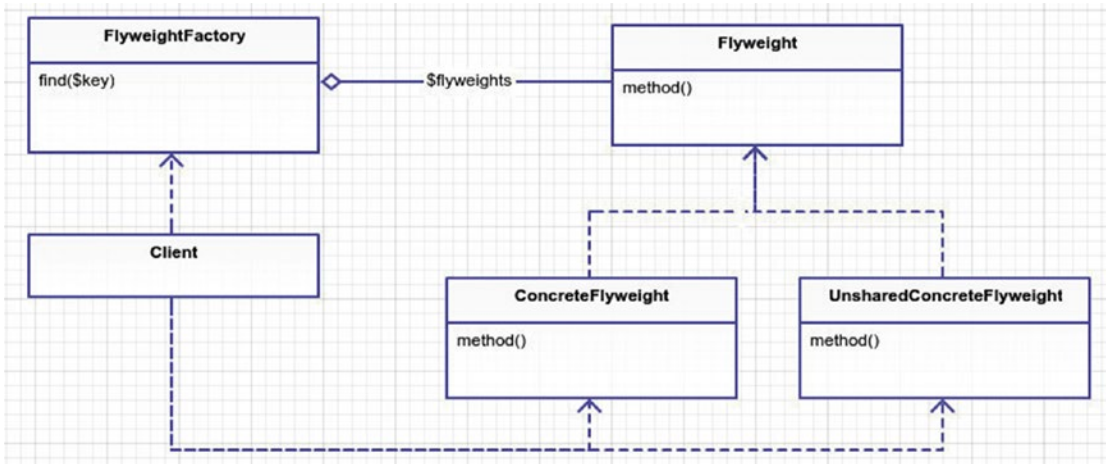 FlyweightFactory
find($key)
$flyweights
Flyweight
method()
Client
ConcreteFlyweight
method()
UnsharedConcreteFlyweight
method()